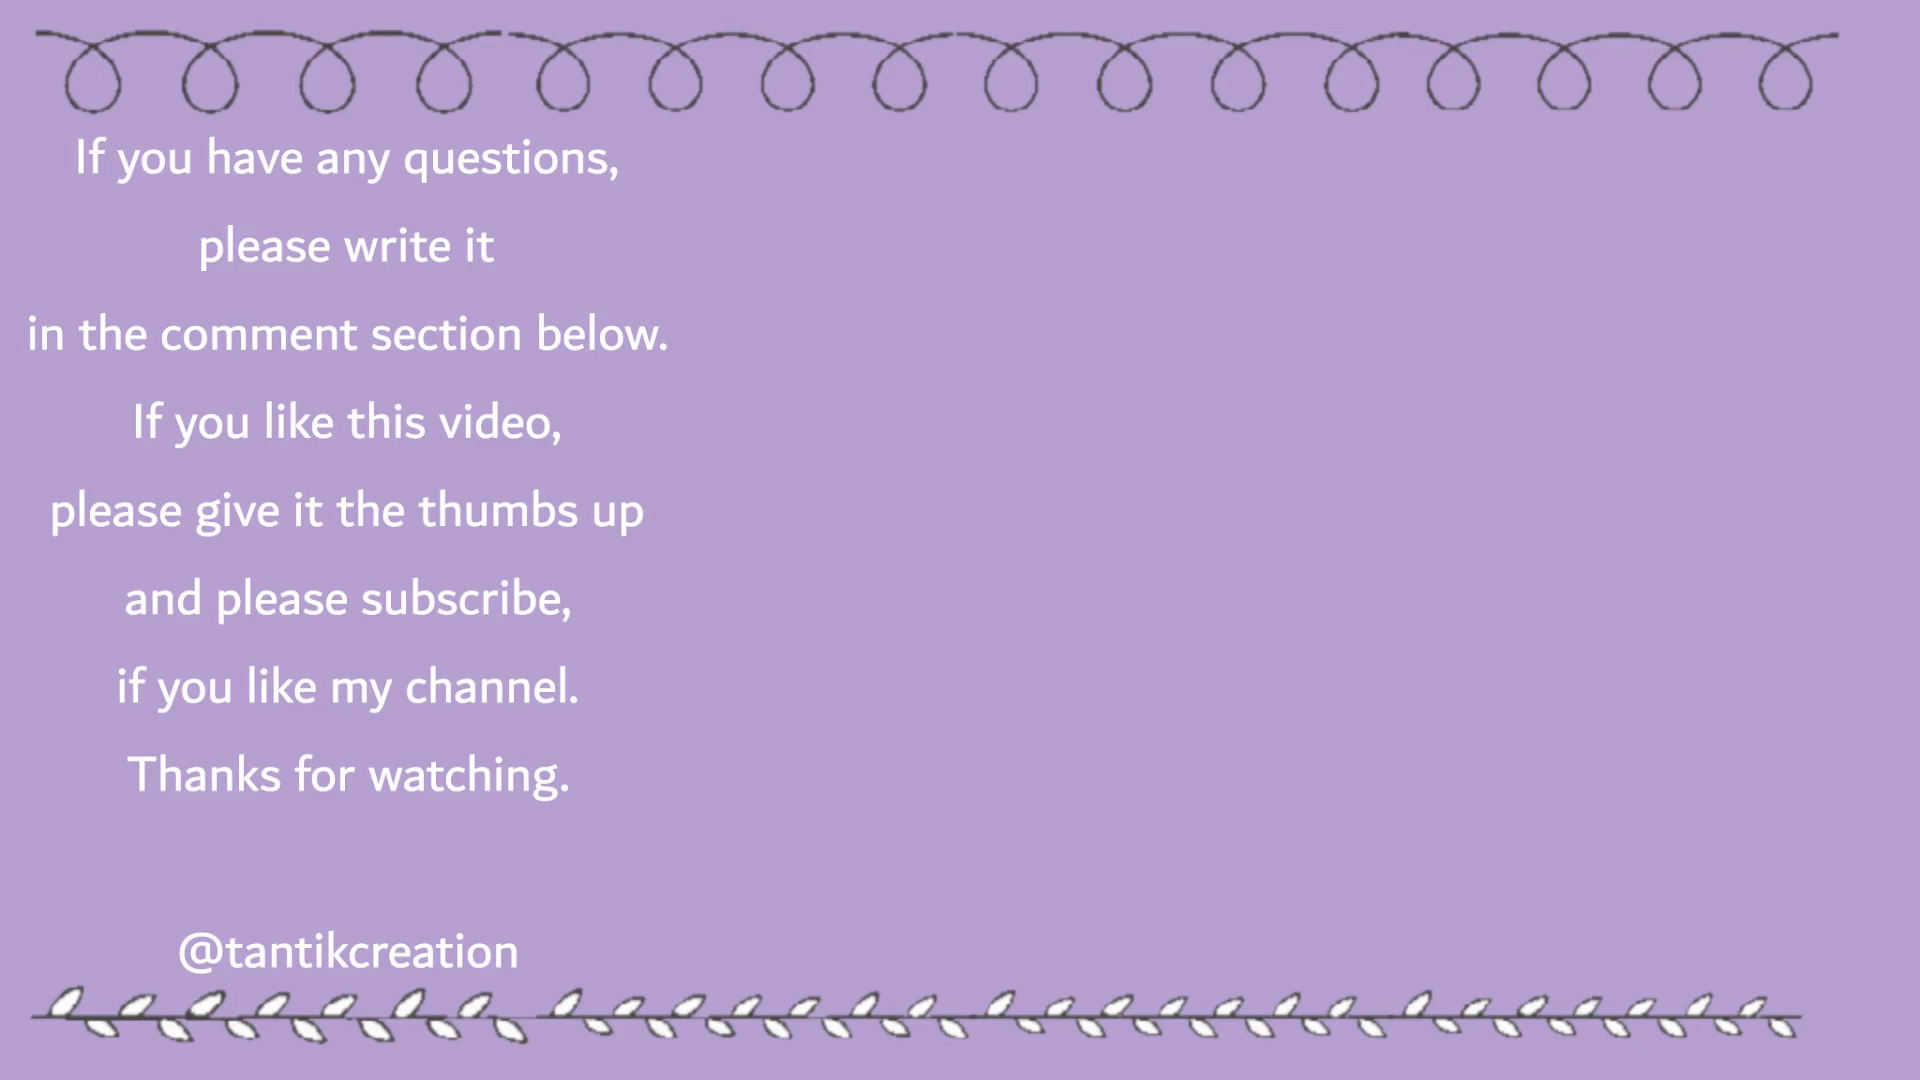 If you have any questions,
please write it
in the comment section below.
If you like this video,
please give it the thumbs up
and please subscribe,
if you like my channel.
Thanks for watching.
@tantikcreation